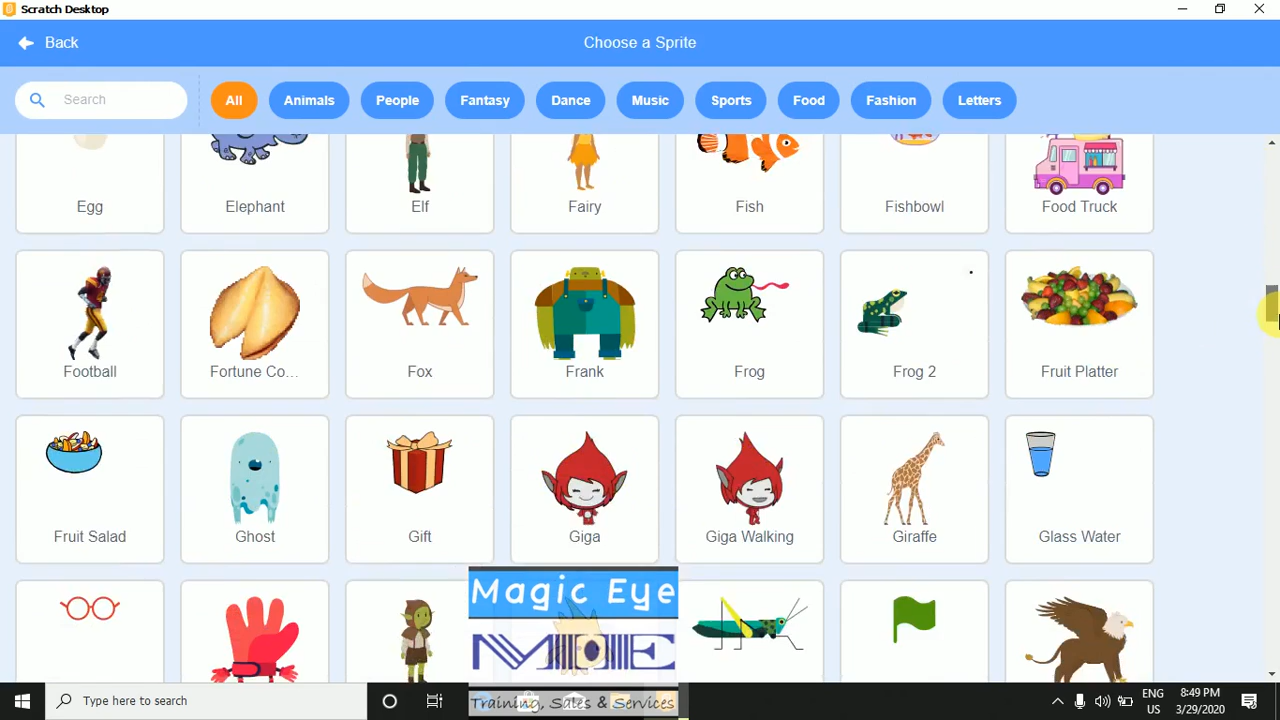 Scratch Desktop
Back
Choose a Sprite
Search
All
Animals
People
Fantasy
Dance
Music
Sports
Food
Fashion
Letters
Egg
Elephant
Elf
Fairy
Fish
Fishbowl
Food Truck
Football
Fortune Co...
Fox
Frank
Frog
Frog 2
Fruit Platter
Fruit Salad
Ghost
Gift
Giga
Giga Walking
Giraffe
Glass Water
Magic Eye
MDE
Training, Sales & Services
Type here to search
ENG
US
8:49 PM
3/29/2020